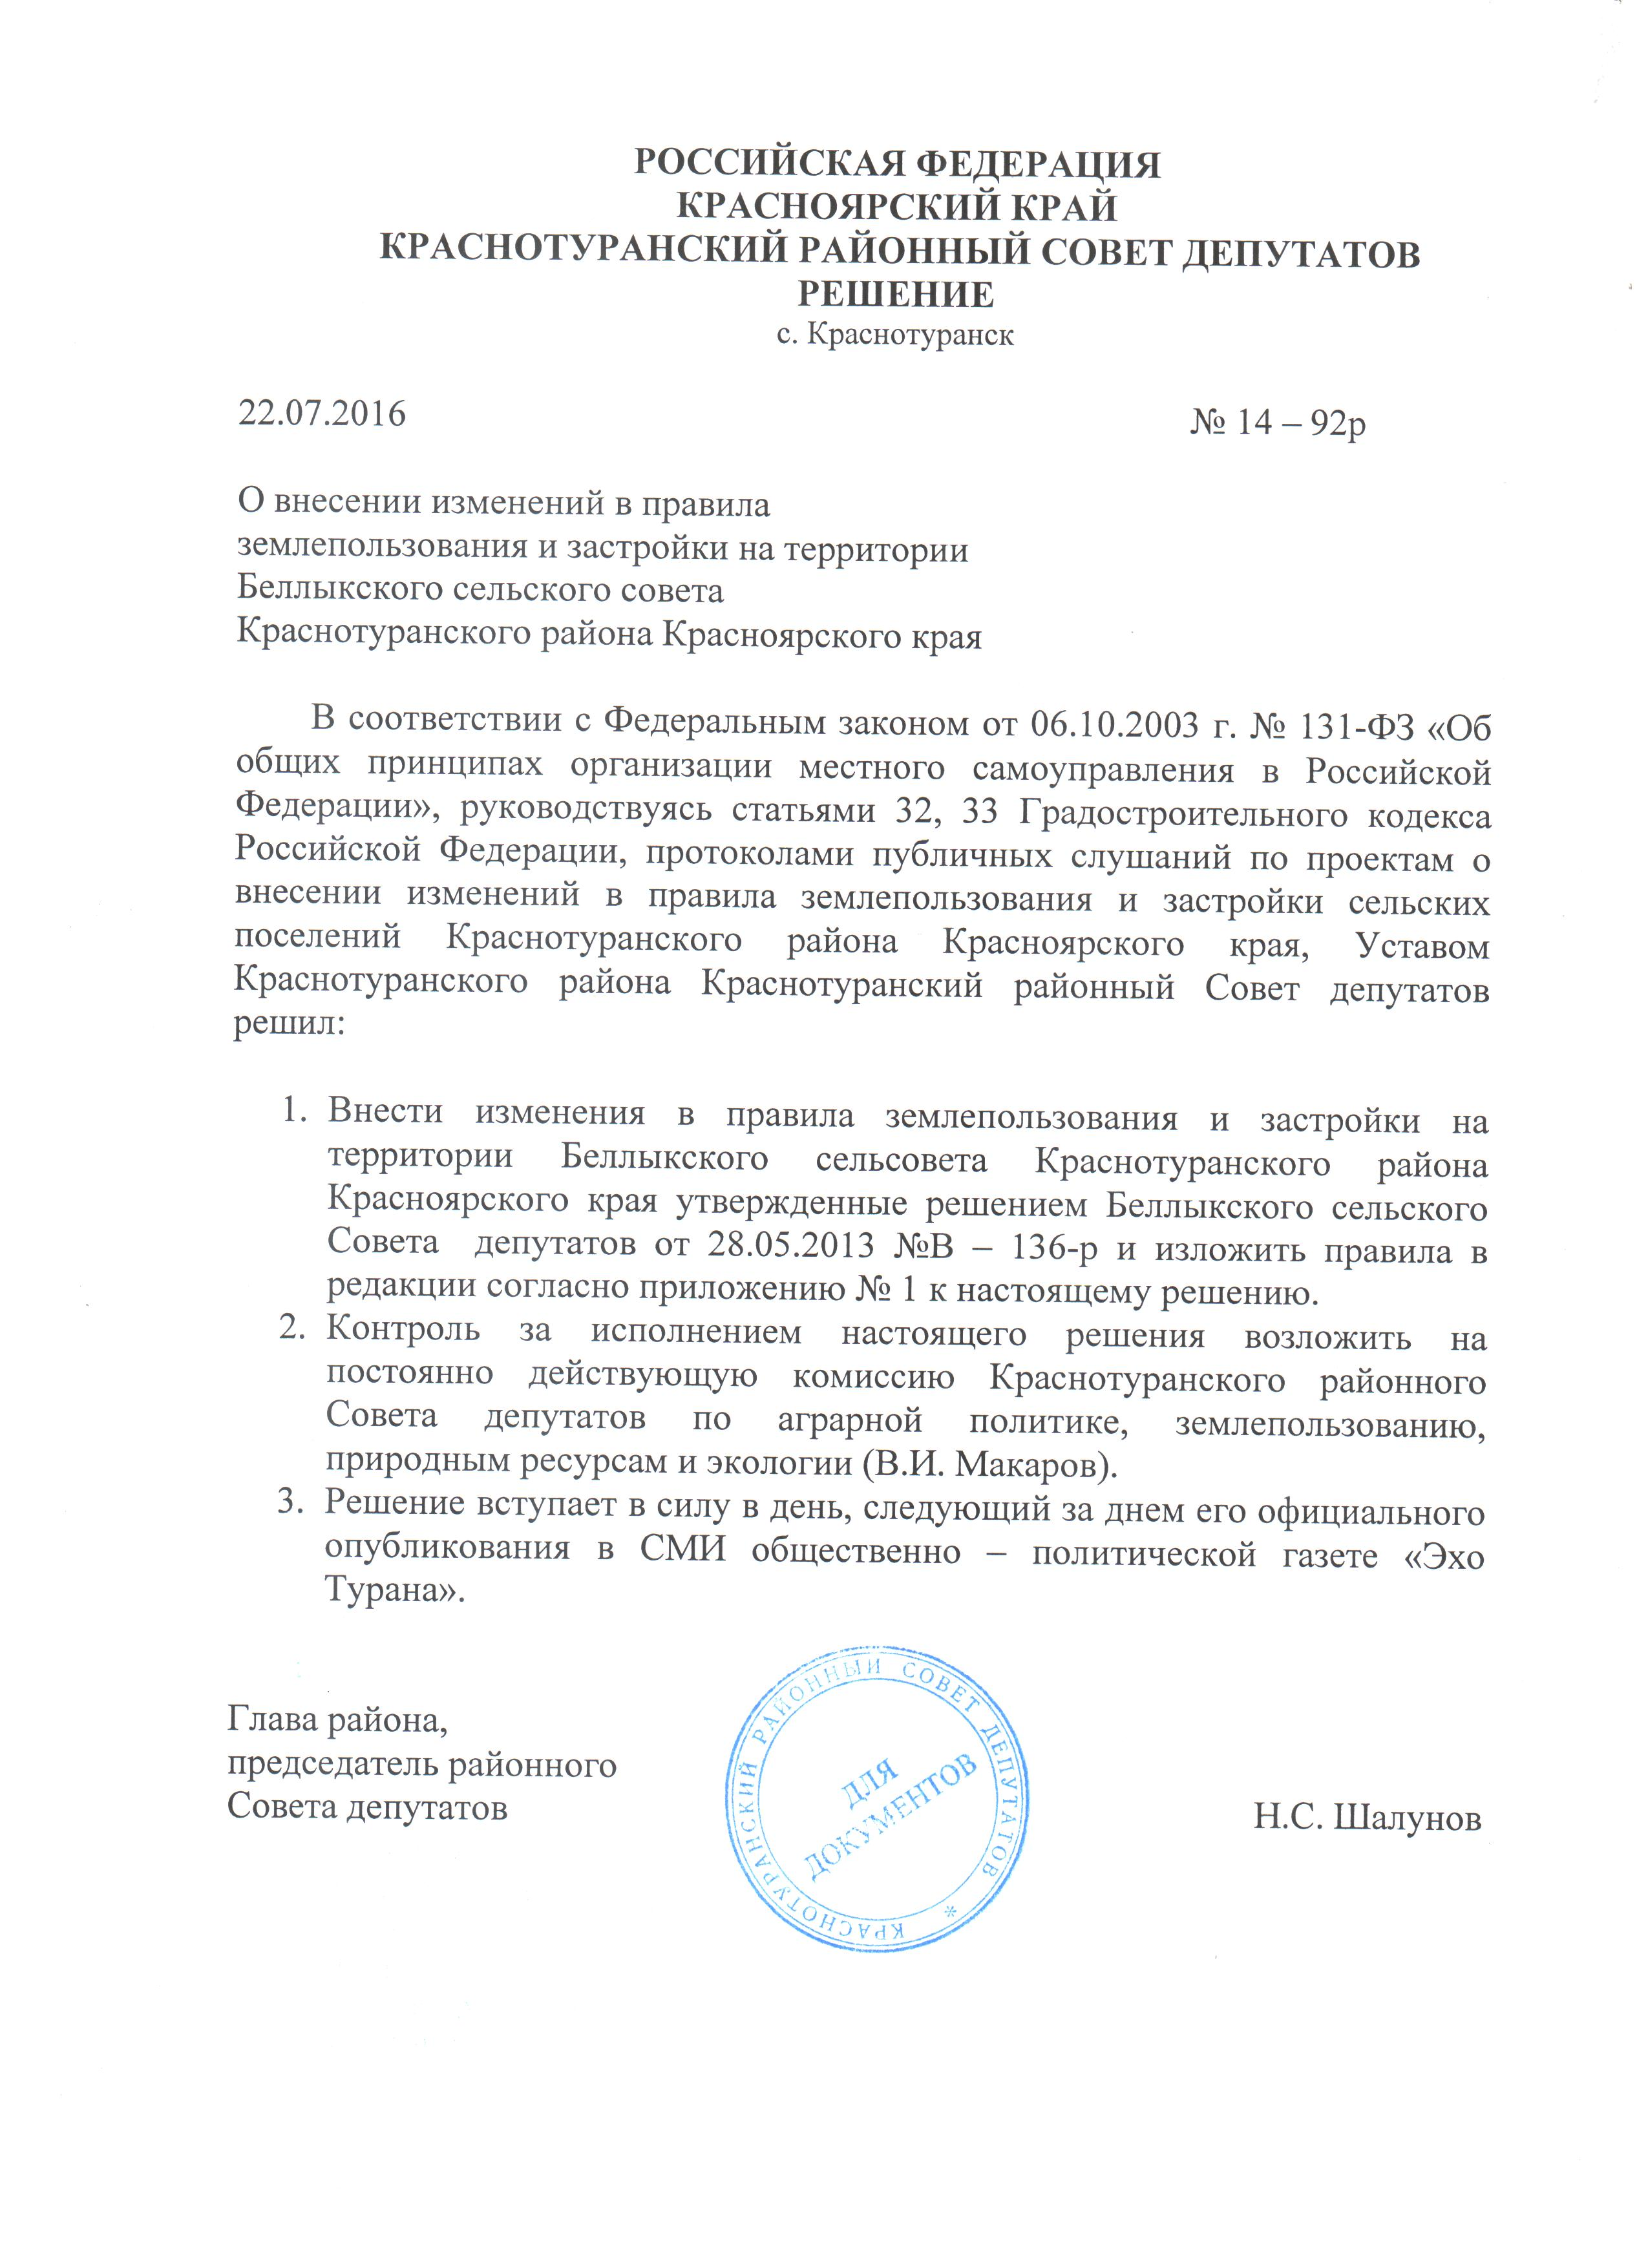 РОССИЙСКАЯ ФЕДЕРАЦИЯ
КРАСНОЯРСКИЙ КРАЙ
КРАСНОТУРАНСКИЙ РАЙОННЫЙ СОВЕТ ДЕПУТАТОВ
РЕШЕНИЕ
с. Краснотуранск
22.07.2016 № 14 – 92р
О внесении изменений в правила
землепользования и застройки на территории
Беллыкского сельского совета
Краснотуранского района Красноярского края
В соответствии с Федеральным законом от 06.10.2003 г. № 131-ФЗ «Об
общих принципах организации местного самоуправления в Российской
Федерации», руководствуясь статьями 32, 33 Градостроительного кодекса
Российской Федерации, протоколами публичных слушаний по проектам о
внесении изменений в правила землепользования и застройки сельских
поселений Краснотуранского района Красноярского края, Уставом
Краснотуранского района Краснотуранский районный Совет депутатов
решил:
1. Внести изменения в правила землепользования и застройки на
территории Беллыкского сельсовета Краснотуранского района
Красноярского края утвержденные решением Беллыкского сельского
Совета депутатов от 28.05.2013 №В – 136-р и изложить правила в
редакции согласно приложению № 1 к настоящему решению.
2. Контроль за исполнением настоящего решения возложить на
постоянно действующую комиссию Краснотуранского районного
Совета депутатов по аграрной политике, землепользованию,
природным ресурсам и экологии (В.И. Макаров).
3. Решение вступает в силу в день, следующий за днем его официального
опубликования в СМИ общественно – политической газете «Эхо
Турана».
Глава района,
председатель районного
Совета депутатов Н.С. Шалунов
КРАСНОТУРАНСКИЙ РАЙОННЫЙ СОВЕТ ДЕПУТАТОВ *
ДЛЯ
ДОКУМЕНТОВ